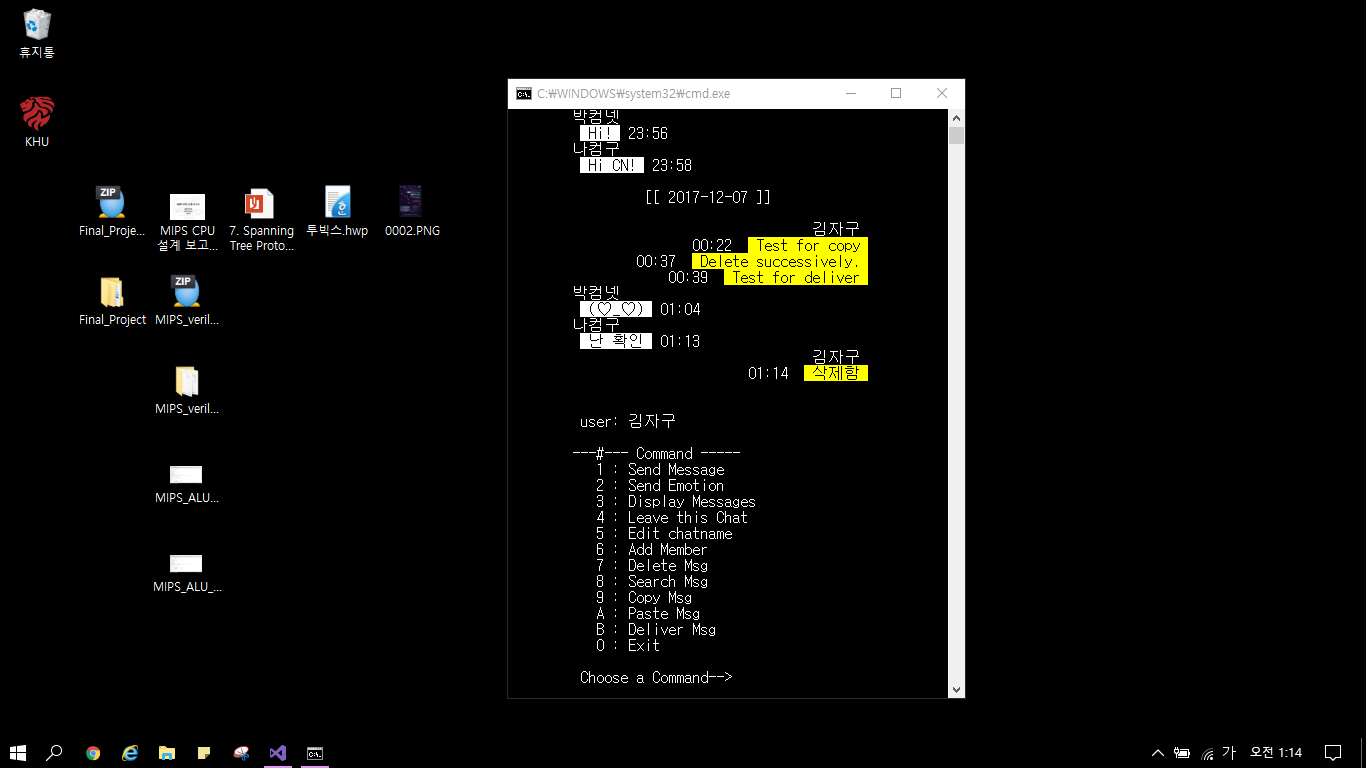 휴지통
KHU
Final_Proje...
MIPS CPU
설계 보고...
7. Spanning
Tree Proto...
투빅스.hwp
0002.PNG
Final_Project
MIPS_veril...
MIPS_veril...
MIPS_ALU...
MIPS_ALU_...
C:₩WINDOWS₩system32₩cmd.exe
박컴넷
Hi! 23:56
나컴구
Hi CN! 23:58
[[ 2017-12-07 ]]
김자구
00:22 Test for copy
00:37 Delete successively.
00:39 Test for deliver
박컴넷
(♡_♡) 01:04
나컴구
난 확인 01:13
김자구
01:14 삭제함
user: 김자구
---#--- Command -----
1 : Send Message
2 : Send Emotion
3 : Display Messages
4 : Leave this Chat
5 : Edit chatname
6 : Add Member
7 : Delete Msg
8 : Search Msg
9 : Copy Msg
A : Paste Msg
B : Deliver Msg
0 : Exit
Choose a Command-->
가 오전 1:14